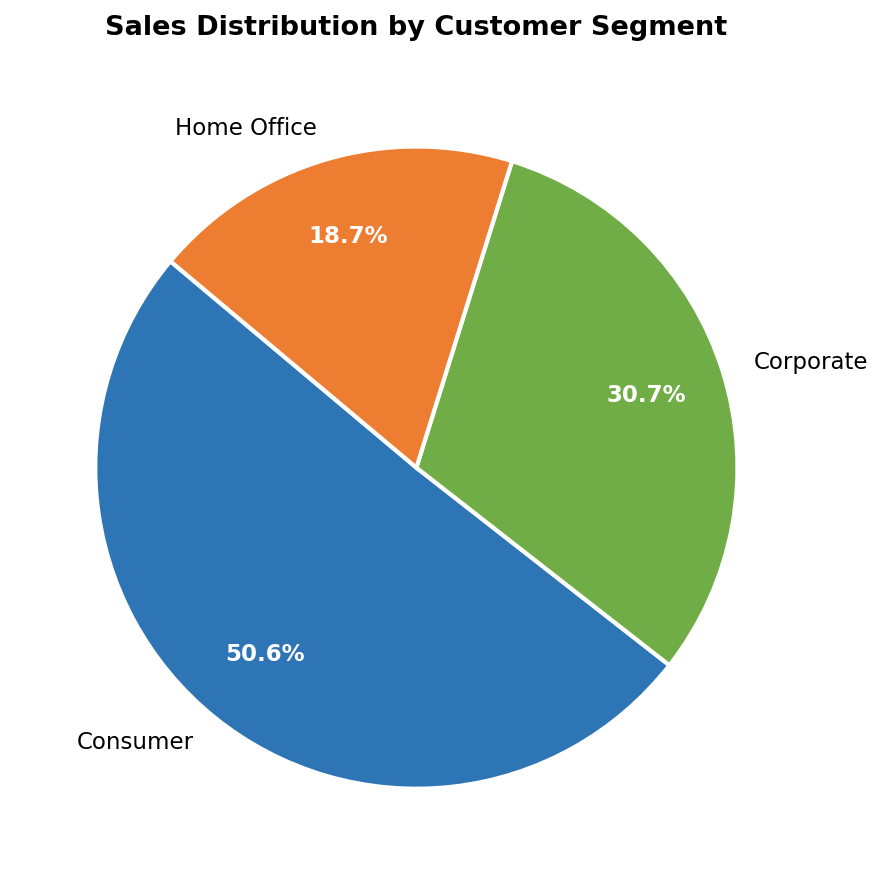 Sales Distribution by Customer Segment
Home Office
18.7%
Corporate
30.7%
50.6%
Consumer